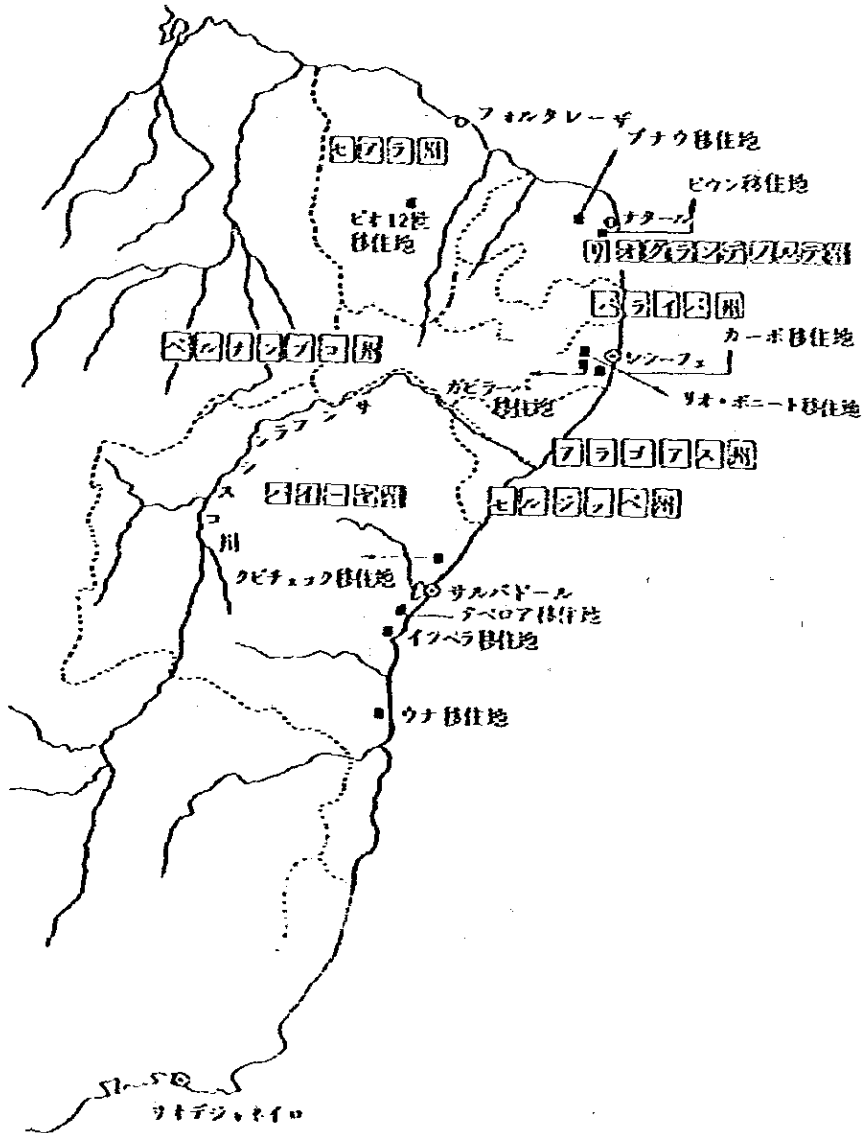 フォルタレーザ
プナウ移住地
セアラ州
ピウン移住地
ピオ12世
移住地
ナタール
リオグランデノルテ州
パライバ州
カーボ移住地
ペルナンブコ州
レシーフェ
ガビラーバ
移住地
リオ・ボニート移住地
サンフランシスコ川
アラゴアス州
バイーヤ州
セルジッペ州
クビチェック移住地
サルバドール
タペロア移住地
イツペラ移住地
ウナ移住地
リオデジャネイロ